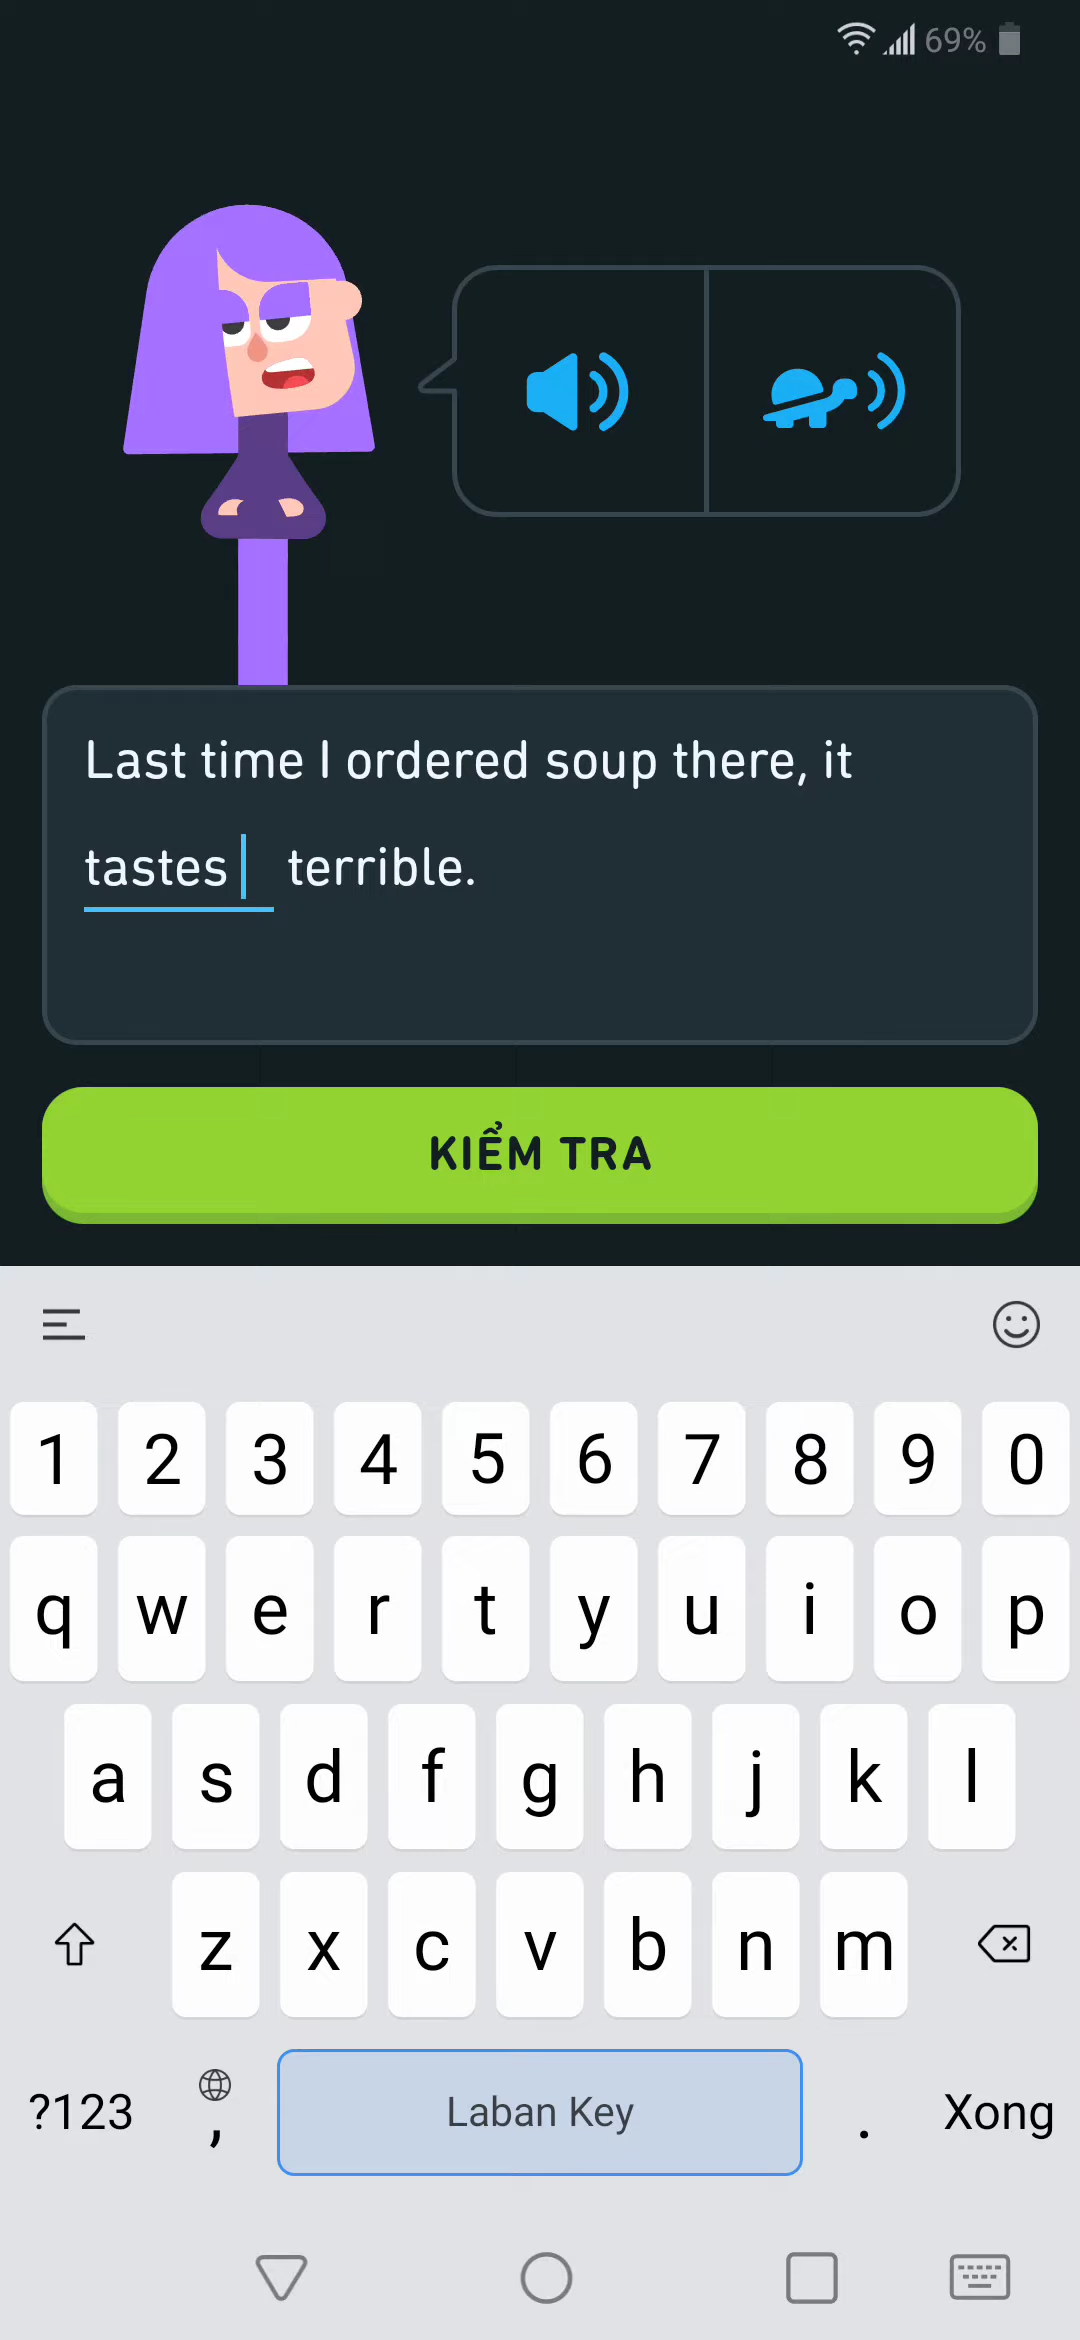 69%
Last time I ordered soup there, it
tastes terrible.
KIỂM TRA
1 2 3 4 5 6 7 8 9 0
q w e r t y u i o p
a s d f g h j k l
z x c v b n m
?123 , Laban Key . Xong